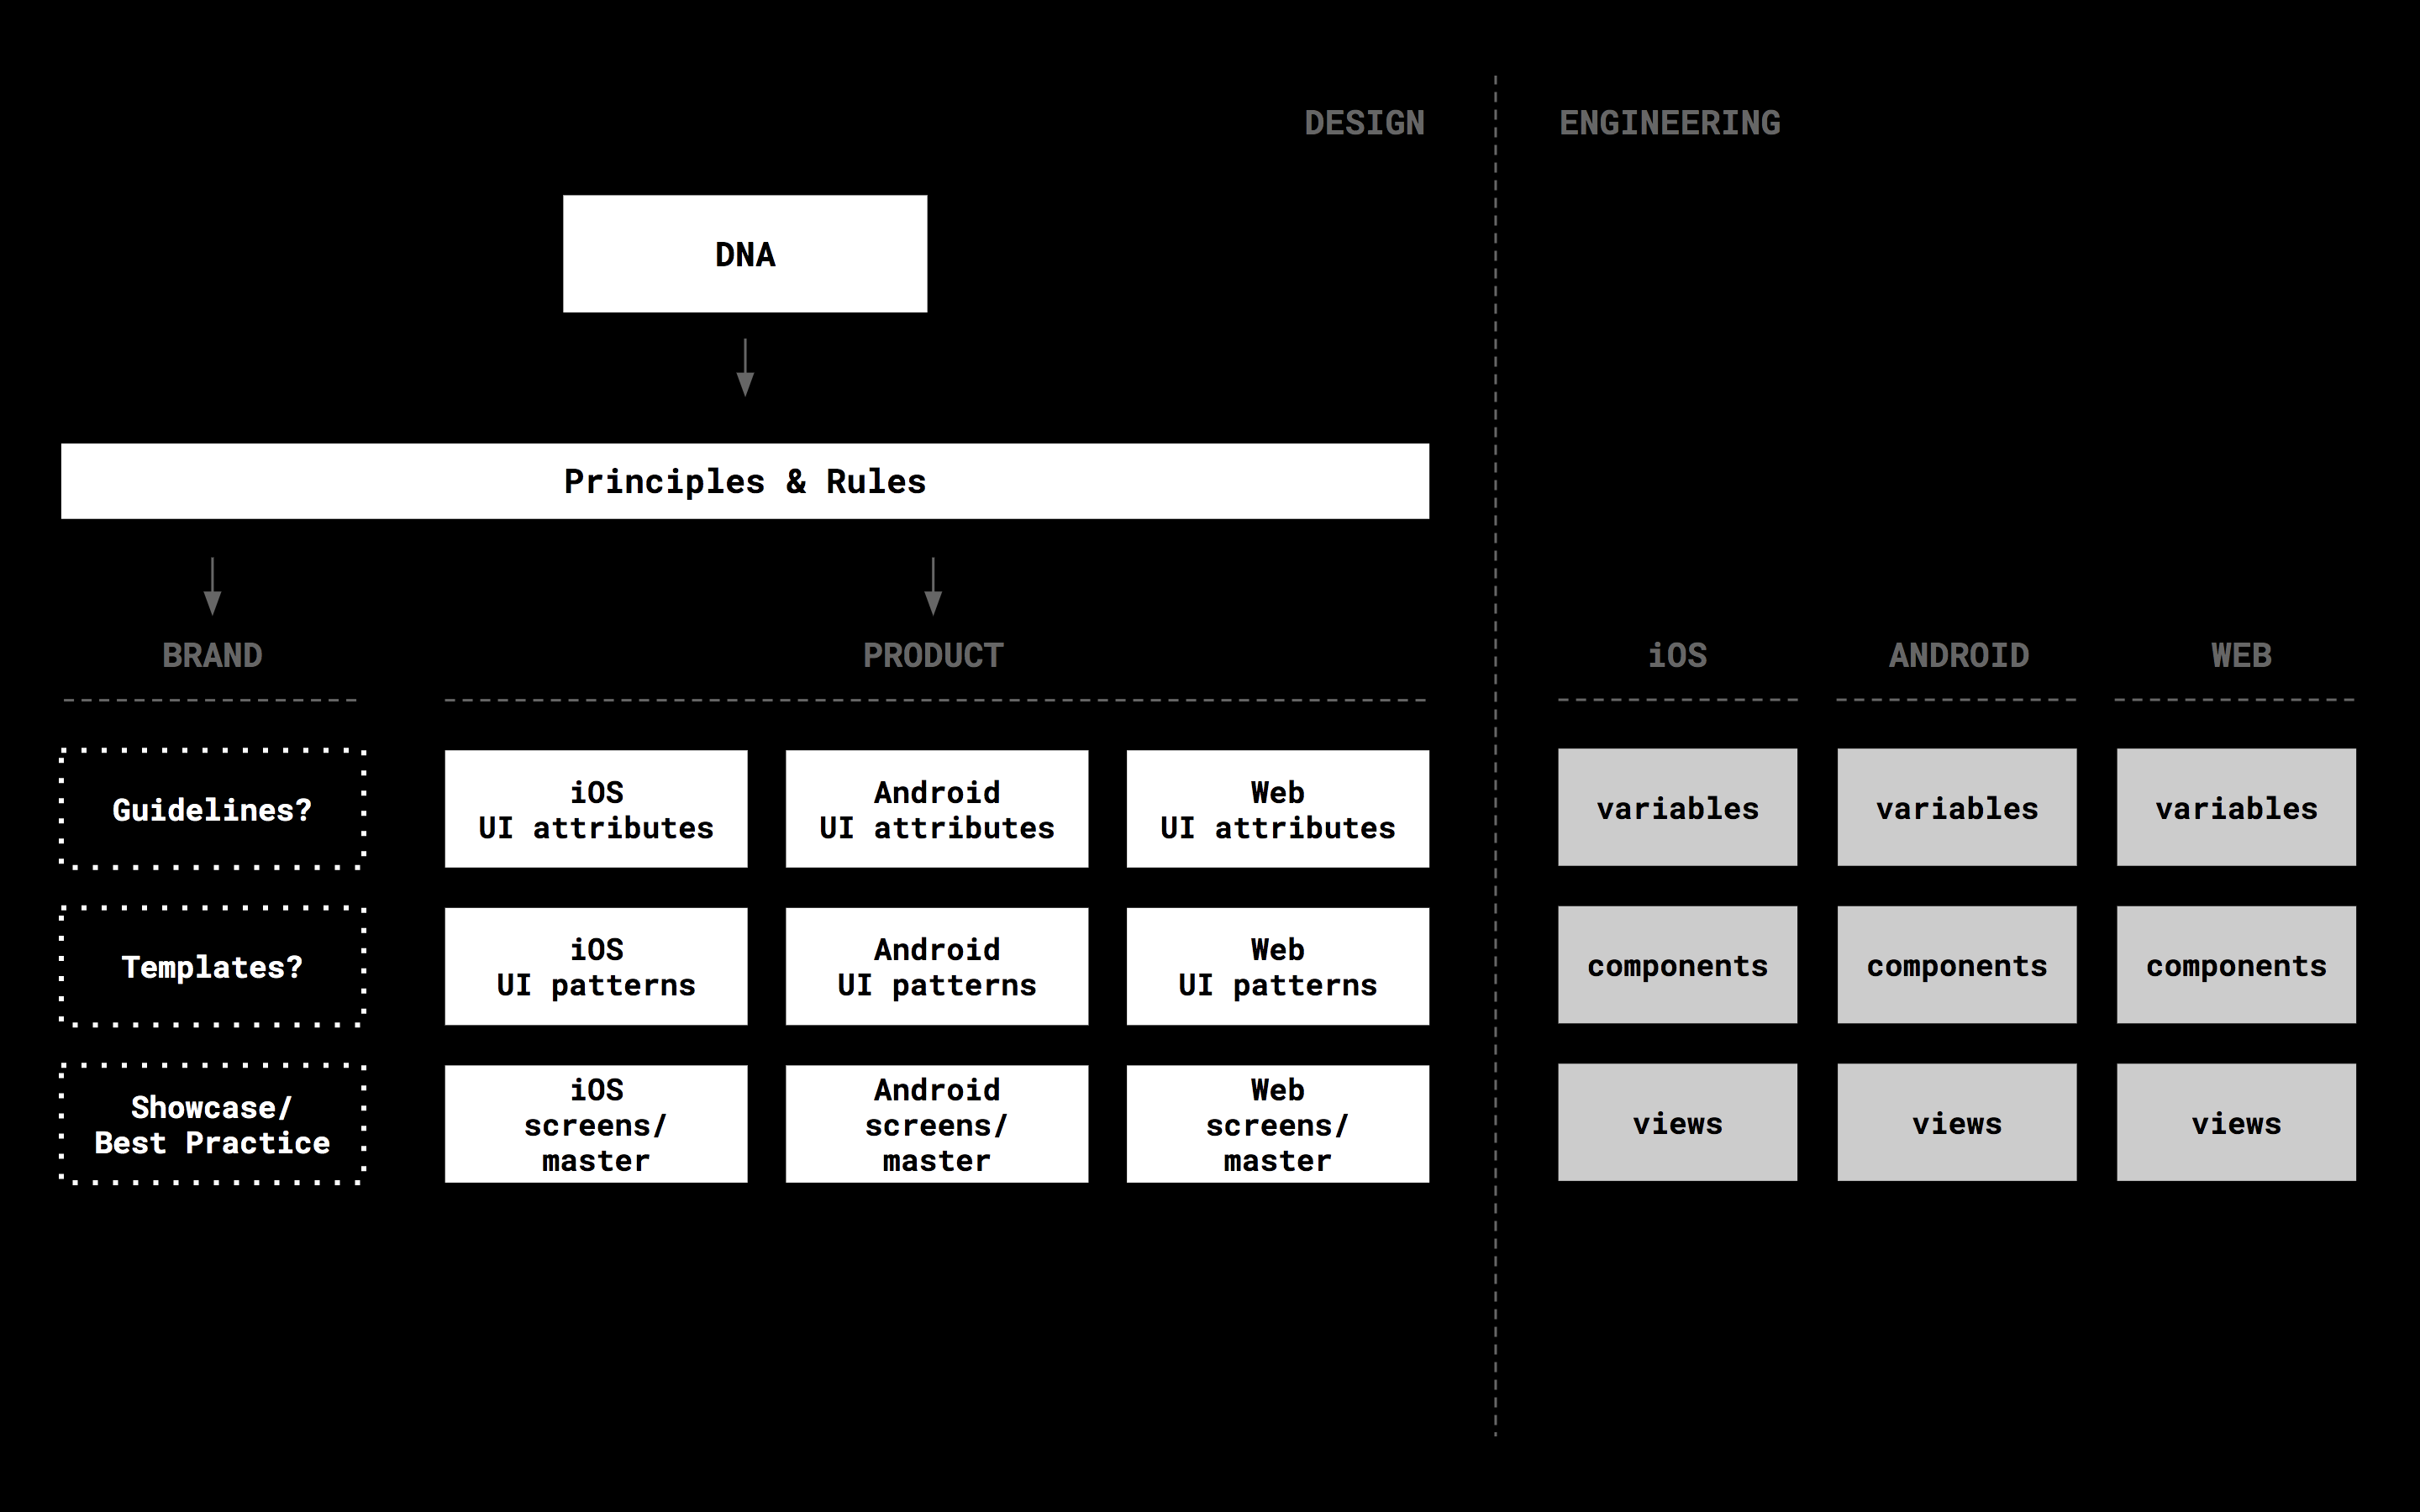 DESIGN
ENGINEERING
DNA
Principles & Rules
BRAND
PRODUCT
iOS
ANDROID
WEB
Guidelines?
iOS
UI attributes
Android
UI attributes
Web
UI attributes
variables
variables
variables
Templates?
iOS
UI patterns
Android
UI patterns
Web
UI patterns
components
components
components
Showcase/
Best Practice
iOS
screens/
master
Android
screens/
master
Web
screens/
master
views
views
views